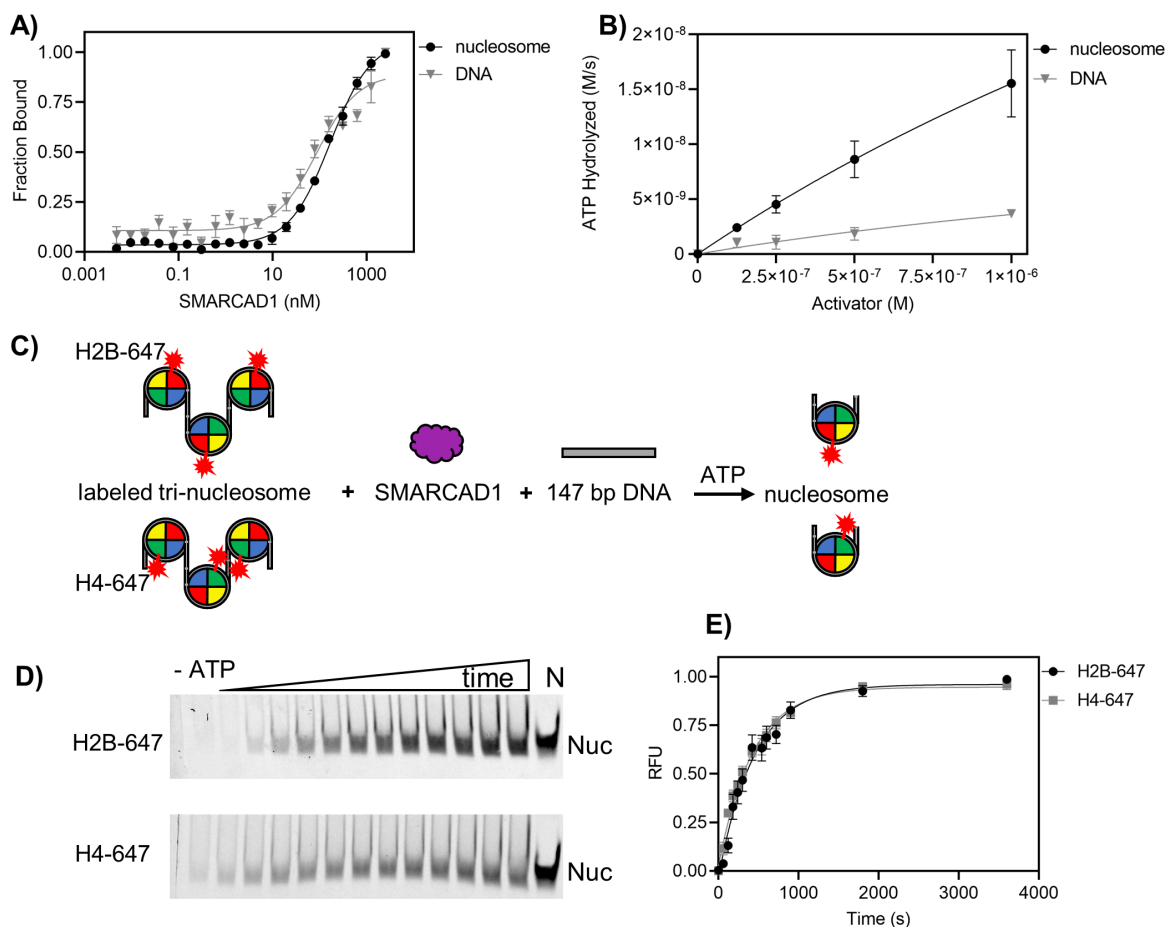 A)
Fraction Bound
1.00
0.75
0.50
0.25
0.00
0.001
0.1
10
1000
SMARCAD1 (nM)
nucleosome
DNA
B)
ATP Hydrolyzed (M/s)
2×10⁻⁸
1.5×10⁻⁸
1×10⁻⁸
5×10⁻⁹
0
0
2.5×10⁻⁷
5×10⁻⁷
7.5×10⁻⁷
1×10⁻⁶
Activator (M)
nucleosome
DNA
C)
H2B-647
labeled tri-nucleosome + SMARCAD1 + 147 bp DNA ATP nucleosome
H4-647
D)
- ATP time N
H2B-647 Nuc
H4-647 Nuc
E)
RFU
1.00
0.75
0.50
0.25
0.00
0
1000
2000
3000
4000
Time (s)
H2B-647
H4-647